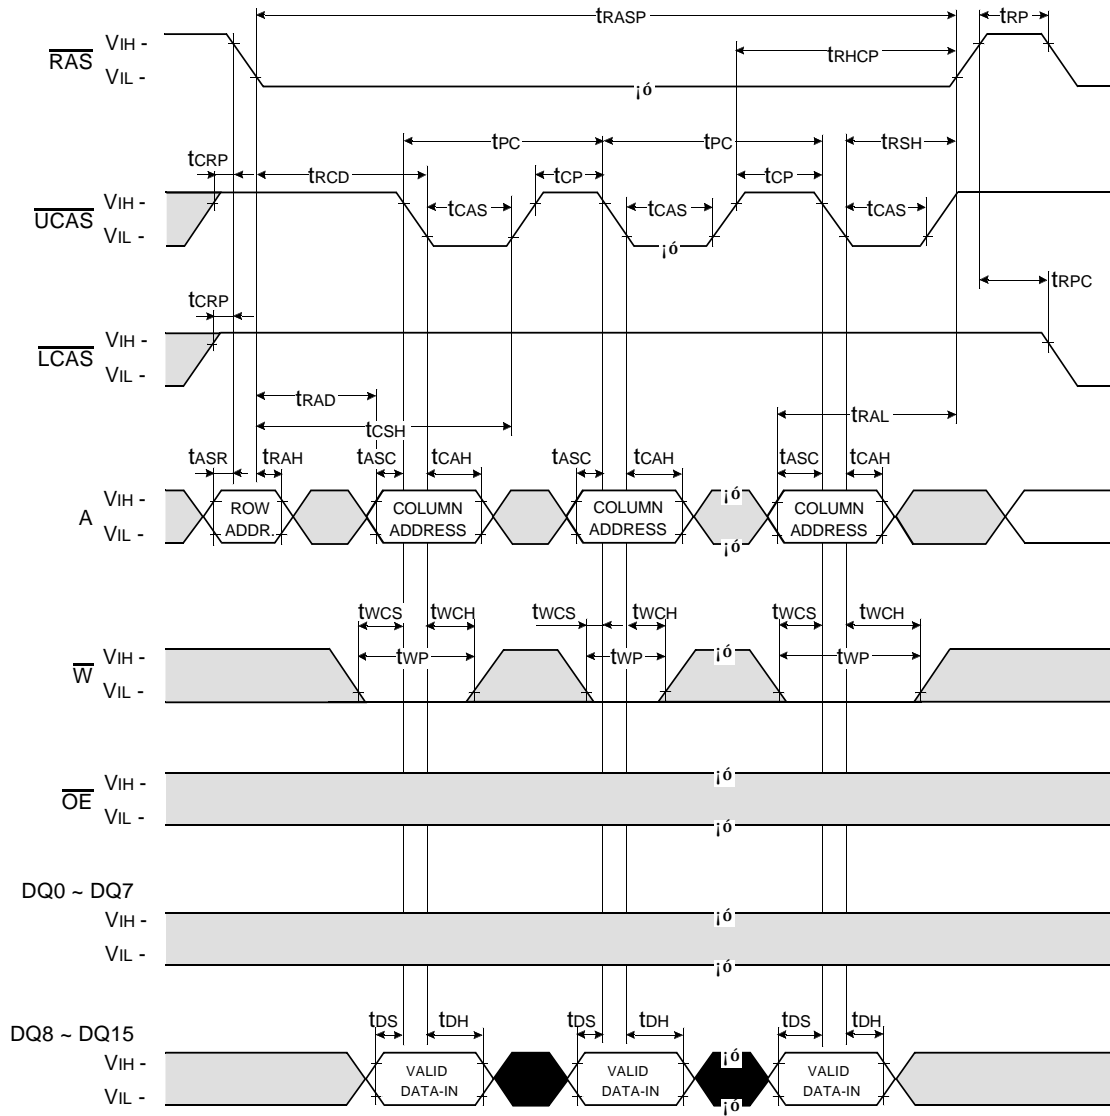 tRASP tRP
RAS VIH - tRHCP
VIL - ¡ó
tPC tPC tRSH
tCRP tRCD tCP tCP
UCAS VIH - tCAS tCAS tCAS
VIL - ¡ó
tCRP tRPC
LCAS VIH -
VIL -
tRAD tRAL
tCSH
tASR tRAH tASC tCAH tASC tCAH tASC tCAH
A VIH - ROW COLUMN COLUMN ¡ó COLUMN
VIL - ADDR. ADDRESS ADDRESS ¡ó ADDRESS
tWCS tWCH tWCS tWCH tWCS tWCH
W VIH - tWP tWP ¡ó tWP
VIL -
OE VIH - ¡ó
VIL - ¡ó
DQ0 ~ DQ7
VIH - ¡ó
VIL - ¡ó
DQ8 ~ DQ15 tDS tDH tDS tDH tDS tDH
VIH - VALID VALID ¡ó VALID
VIL - DATA-IN DATA-IN ¡ó DATA-IN